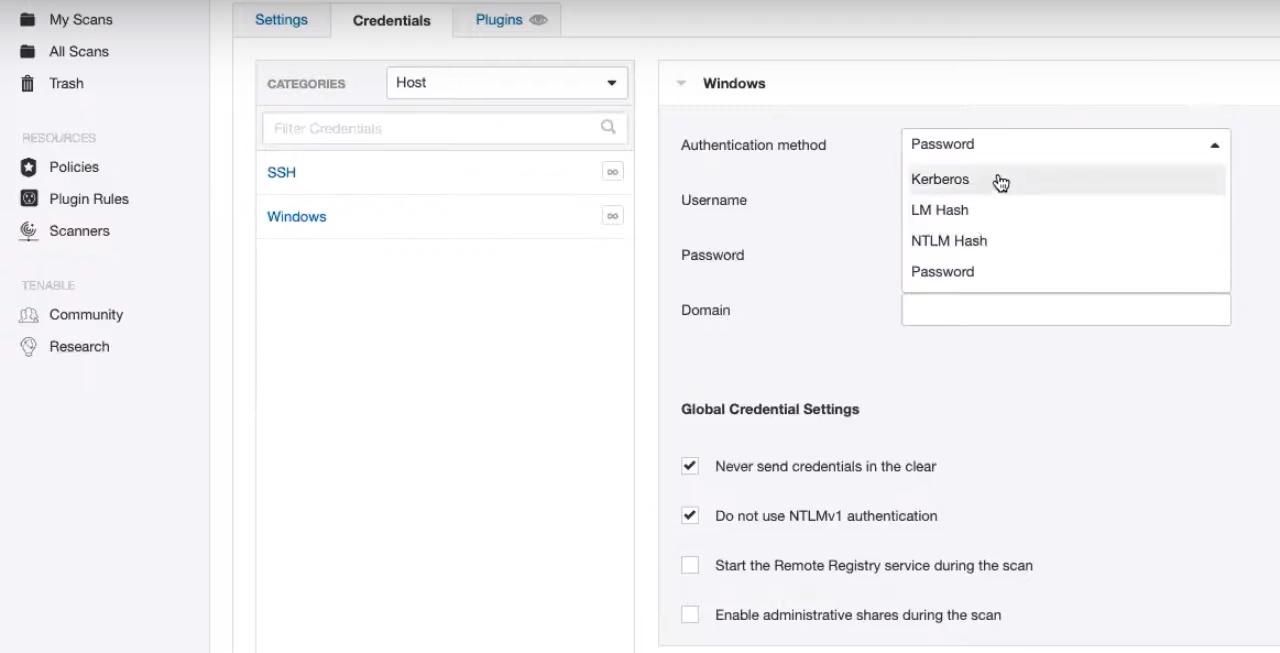 My Scans
All Scans
Trash
RESOURCES
Policies
Plugin Rules
Scanners
TENABLE
Community
Research
Settings
Credentials
Plugins
CATEGORIES
Host
Filter Credentials
SSH
∞
Windows
∞
Windows
Authentication method
Password
Kerberos
LM Hash
NTLM Hash
Password
Username
Password
Domain
Global Credential Settings
Never send credentials in the clear
Do not use NTLMv1 authentication
Start the Remote Registry service during the scan
Enable administrative shares during the scan